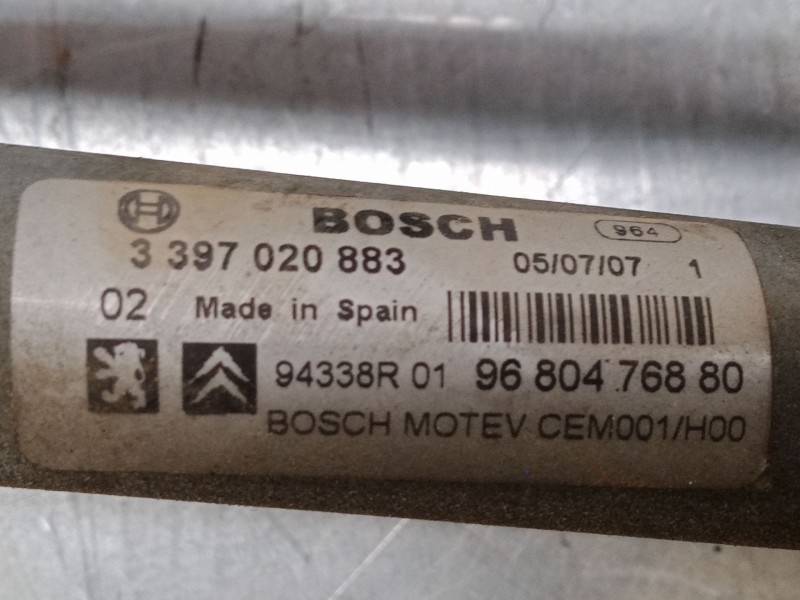 BOSCH 964
3 397 020 883 05/07/07 1
02 Made in Spain
94338R 01 96 804 768 80
BOSCH MOTEV CEM001/H00